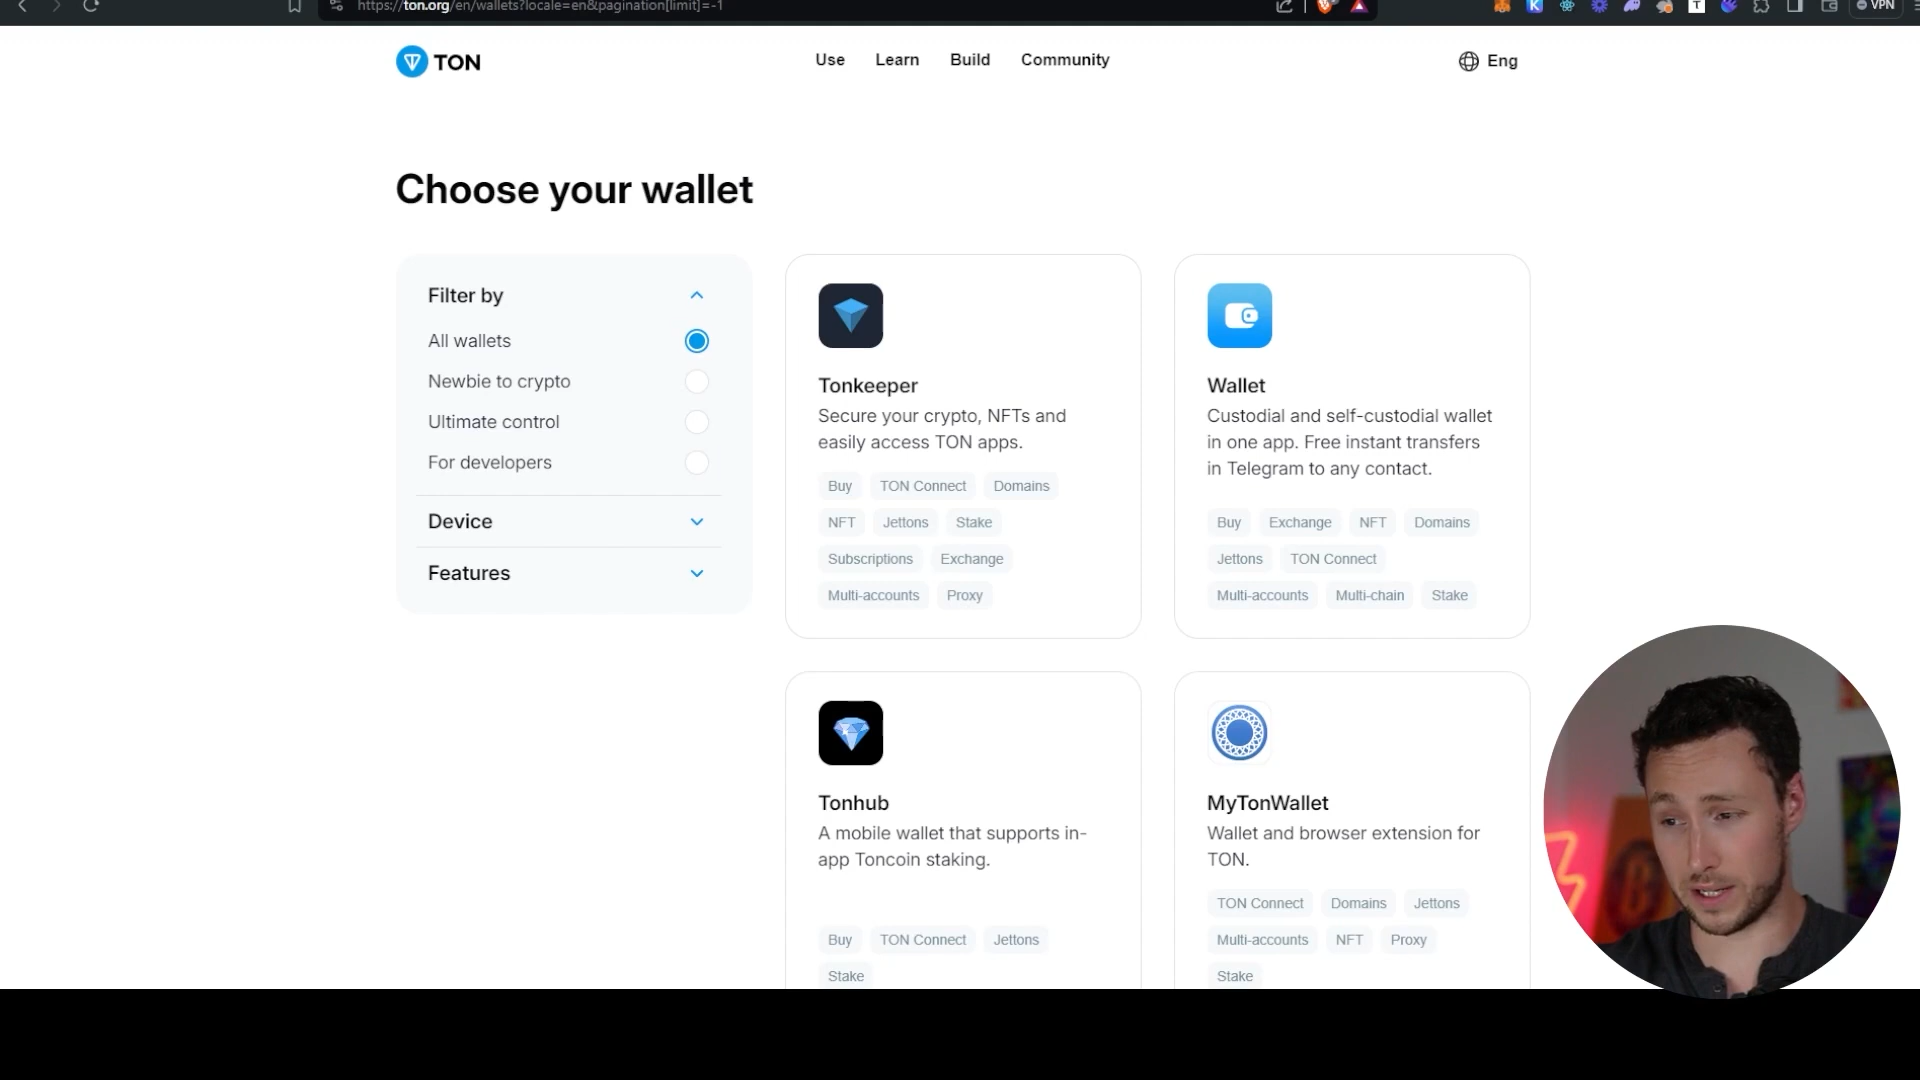 https://ton.org/en/wallets?locale=en&pagination[limit]=-1
VPN
TON
Use
Learn
Build
Community
Eng
Choose your wallet
Filter by
All wallets
Newbie to crypto
Ultimate control
For developers
Device
Features
Tonkeeper
Secure your crypto, NFTs and
easily access TON apps.
Buy TON Connect Domains
NFT Jettons Stake
Subscriptions Exchange
Multi-accounts Proxy
Wallet
Custodial and self-custodial wallet
in one app. Free instant transfers
in Telegram to any contact.
Buy Exchange NFT Domains
Jettons TON Connect
Multi-accounts Multi-chain Stake
Tonhub
A mobile wallet that supports in-
app Toncoin staking.
Buy TON Connect Jettons
Stake
MyTonWallet
Wallet and browser extension for
TON.
TON Connect Domains Jettons
Multi-accounts NFT Proxy
Stake